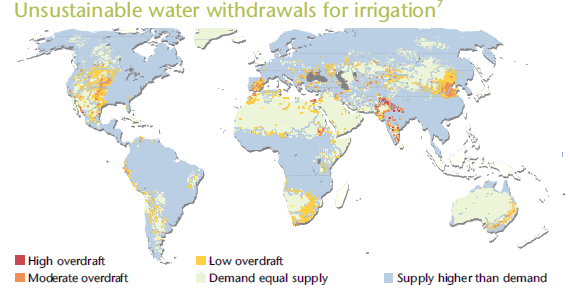 Unsustainable water withdrawals for irrigation⁷
High overdraft
Low overdraft
Moderate overdraft
Demand equal supply
Supply higher than demand